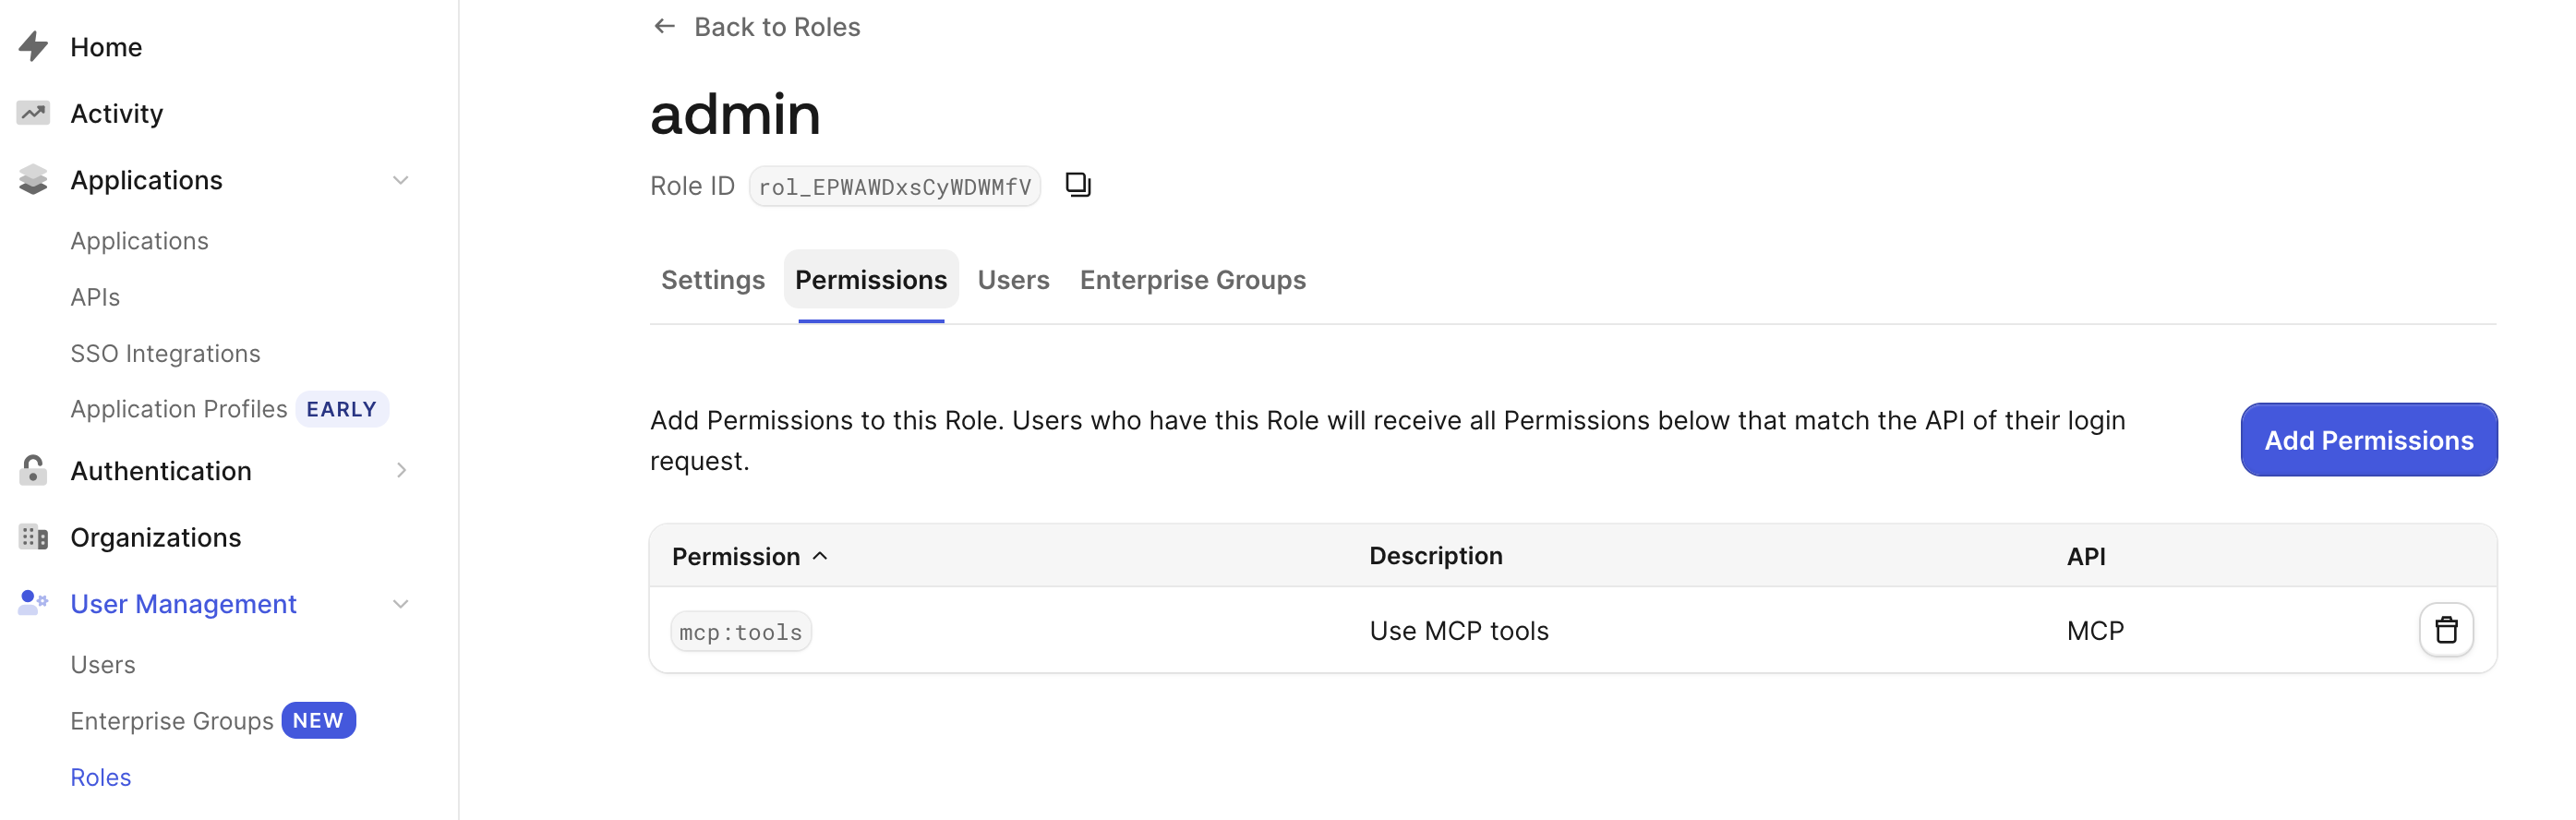 Home
Activity
Applications
Applications
APIs
SSO Integrations
Application Profiles EARLY
Authentication
Organizations
User Management
Users
Enterprise Groups NEW
Roles
Back to Roles
admin
Role ID rol_EPWAWDxsCyWDWMfV
Settings Permissions Users Enterprise Groups
Add Permissions to this Role. Users who have this Role will receive all Permissions below that match the API of their login
request.
Add Permissions
Permission Description API
mcp:tools Use MCP tools MCP